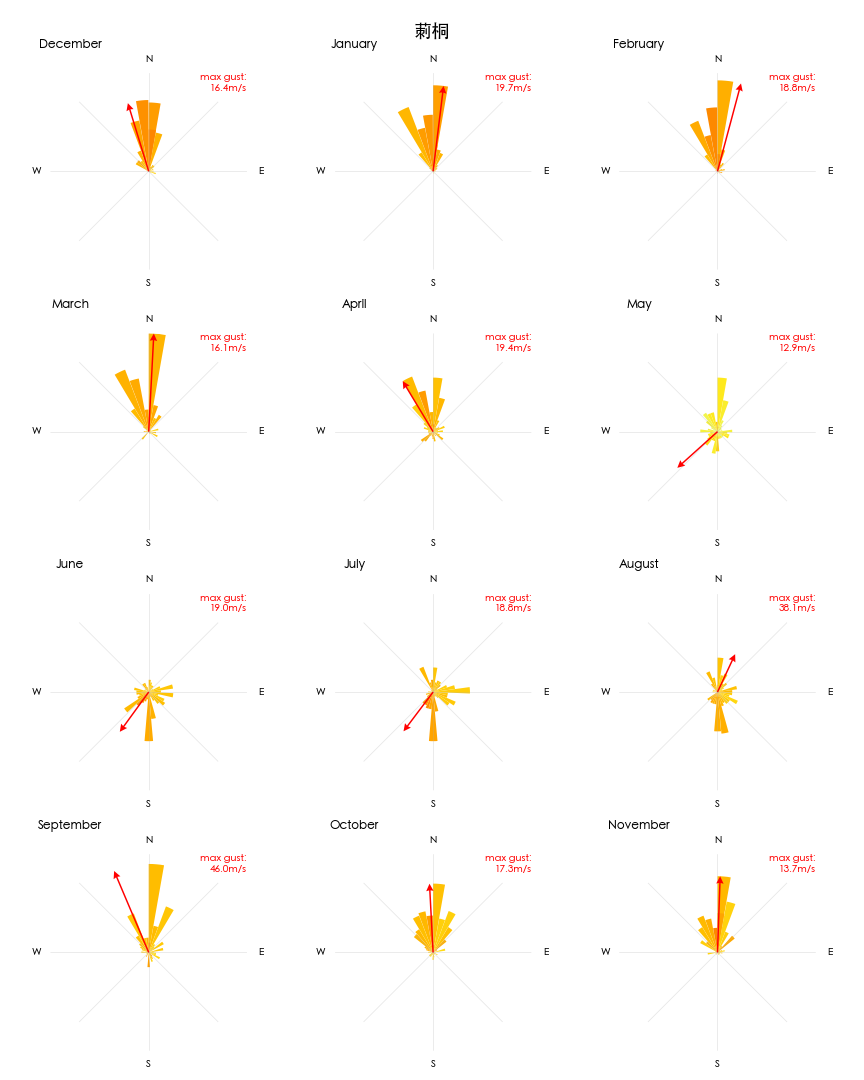 莿桐
December
N
max gust:
16.4m/s
W
E
S
January
N
max gust:
19.7m/s
W
E
S
February
N
max gust:
18.8m/s
W
E
S
March
N
max gust:
16.1m/s
W
E
S
April
N
max gust:
19.4m/s
W
E
S
May
N
max gust:
12.9m/s
W
E
S
June
N
max gust:
19.0m/s
W
E
S
July
N
max gust:
18.8m/s
W
E
S
August
N
max gust:
38.1m/s
W
E
S
September
N
max gust:
46.0m/s
W
E
S
October
N
max gust:
17.3m/s
W
E
S
November
N
max gust:
13.7m/s
W
E
S